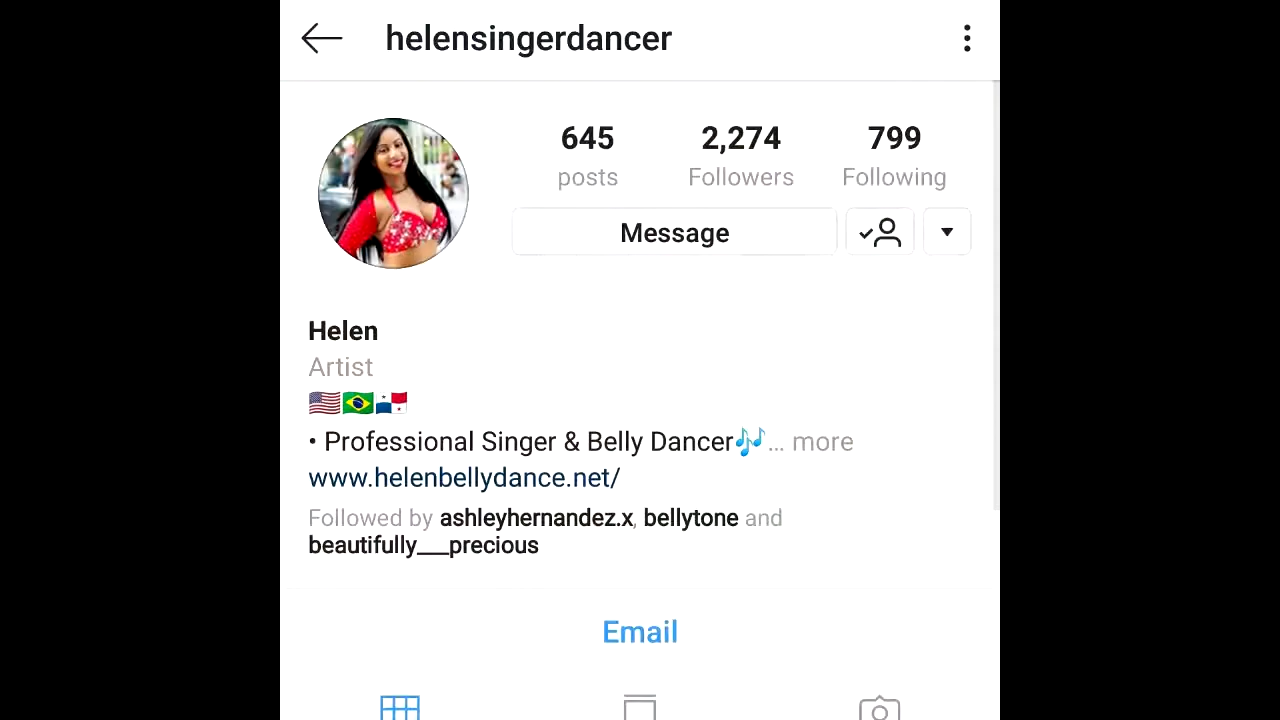 helensingerdancer
645 2,274 799
posts Followers Following
Message
Helen
Artist
🇺🇸🇧🇷🇵🇦
• Professional Singer & Belly Dancer🎶... more
www.helenbellydance.net/
Followed by ashleyhernandez.x, bellytone and
beautifully___precious
Email